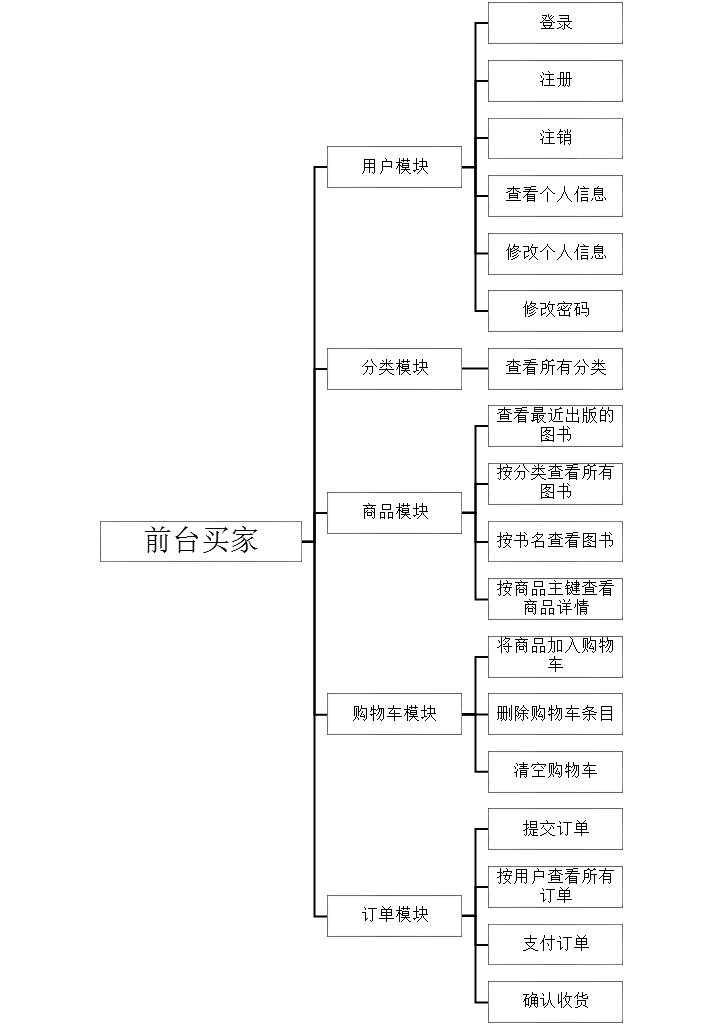 前台买家
用户模块
登录
注册
注销
查看个人信息
修改个人信息
修改密码
分类模块
查看所有分类
商品模块
查看最近出版的
图书
按分类查看所有
图书
按书名查看图书
按商品主键查看
商品详情
购物车模块
将商品加入购物
车
删除购物车条目
清空购物车
订单模块
提交订单
按用户查看所有
订单
支付订单
确认收货